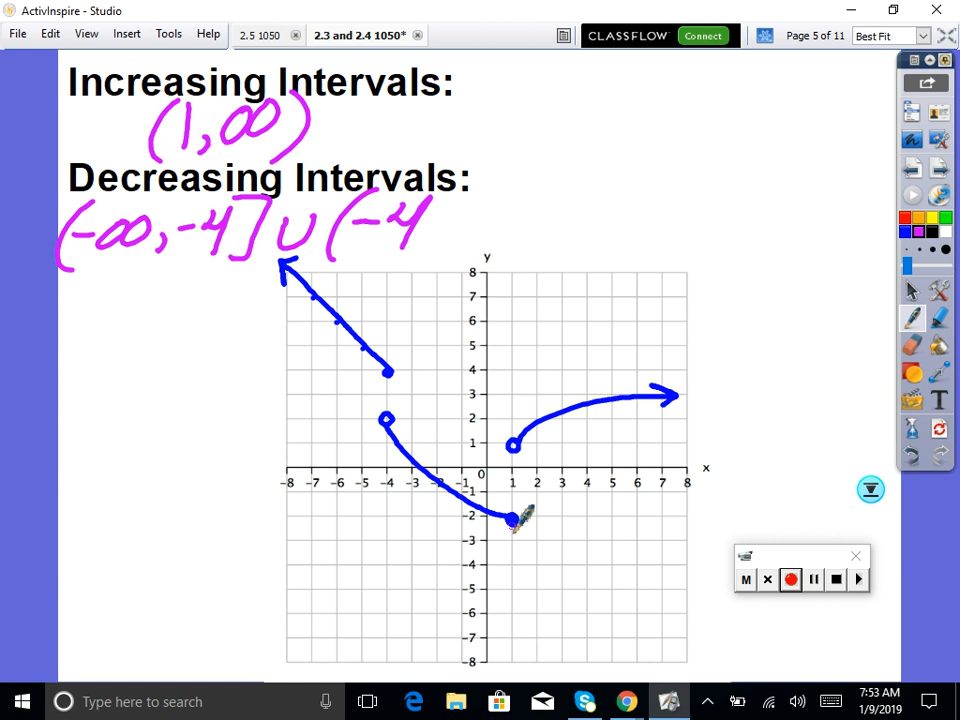 ActivInspire - Studio
File Edit View Insert Tools Help
2.5 1050
2.3 and 2.4 1050*
CLASSFLOW Connect
Page 5 of 11
Best Fit
Increasing Intervals:
(1, ∞)
Decreasing Intervals:
(-∞, -4] ∪ (-4
y
8
7
6
5
4
3
2
1
0
-8 -7 -6 -5 -4 -3 -2 -1 1 2 3 4 5 6 7 8
x
-1
-2
-3
-4
-5
-6
-7
-8
T
M
Type here to search
7:53 AM
1/9/2019